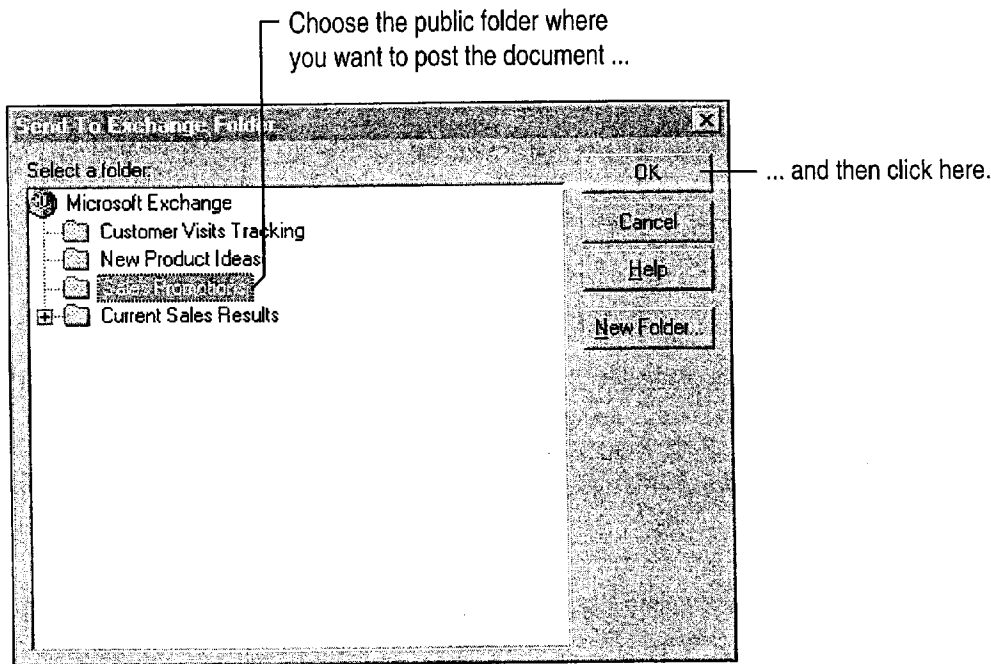 Choose the public folder where
you want to post the document ...
Send To Exchange Folder
Select a folder:
OK
... and then click here.
Microsoft Exchange
Cancel
Customer Visits Tracking
New Product Ideas
Help
Sales Promotions
Current Sales Results
New Folder...